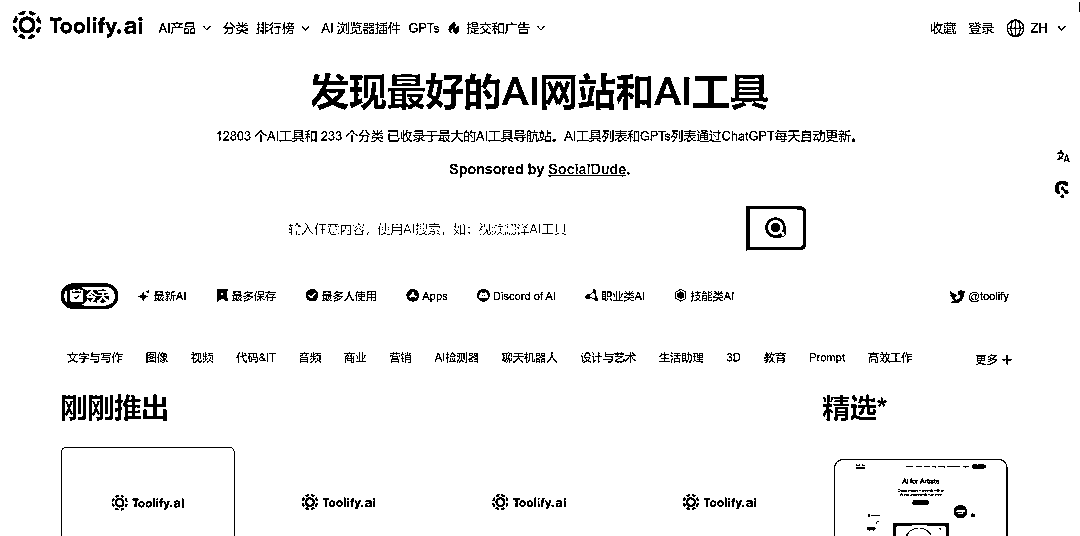 Toolify.ai AI产品 分类 排行榜 AI 浏览器插件 GPTs 提交和广告 收藏 登录 ZH
发现最好的AI网站和AI工具
12803 个AI工具和 233 个分类 已收录于最大的AI工具导航站。AI工具列表和GPTs列表通过ChatGPT每天自动更新。
Sponsored by SocialDude.
输入任意内容，使用AI搜索，如：视频翻译AI工具
今天 最新AI 最多保存 最多人使用 Apps Discord of AI 职业类AI 技能类AI @toolify
文字与写作 图像 视频 代码&IT 音频 商业 营销 AI检测器 聊天机器人 设计与艺术 生活助理 3D 教育 Prompt 高效工作 更多
刚刚推出 精选*
Toolify.ai Toolify.ai Toolify.ai Toolify.ai
AI for Artists